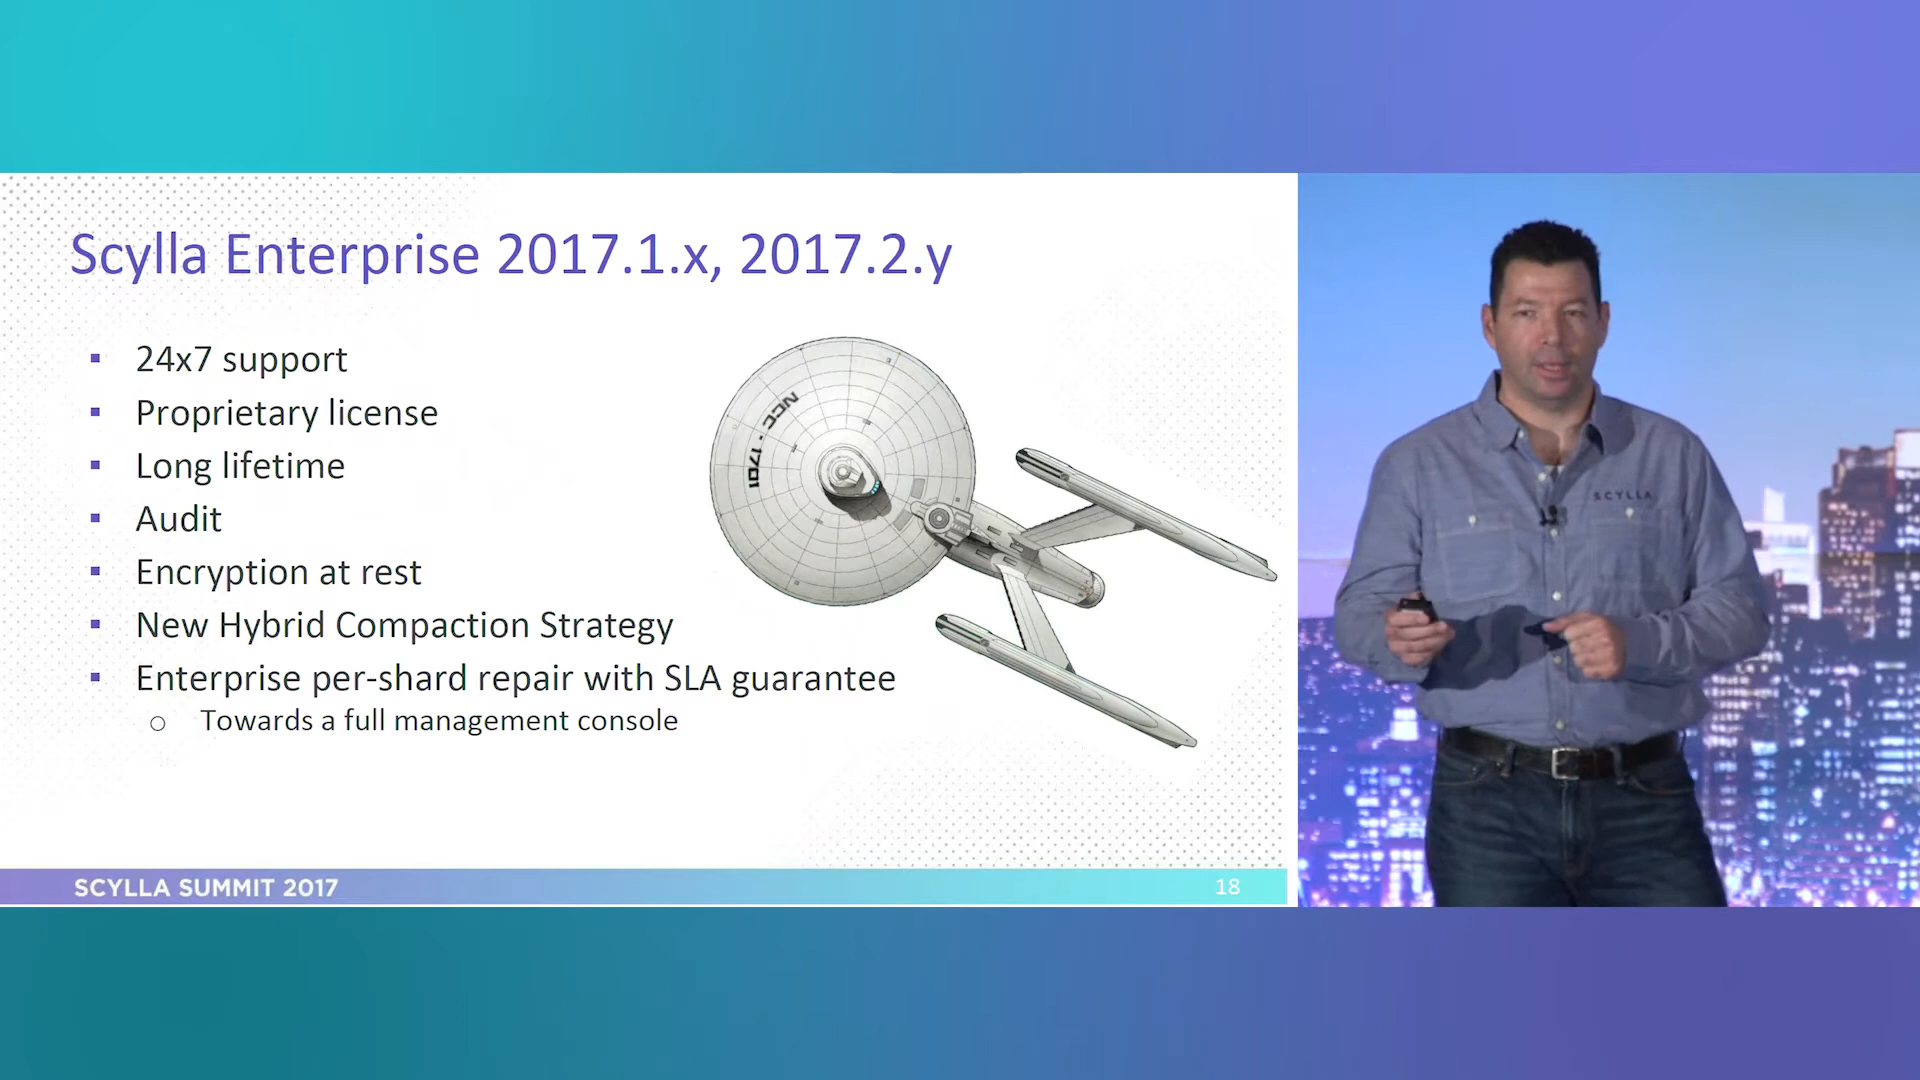 Scylla Enterprise 2017.1.x, 2017.2.y
24x7 support
Proprietary license
Long lifetime
Audit
Encryption at rest
New Hybrid Compaction Strategy
Enterprise per-shard repair with SLA guarantee
Towards a full management console
NCC - 1701
SCYLLA
SCYLLA SUMMIT 2017
18